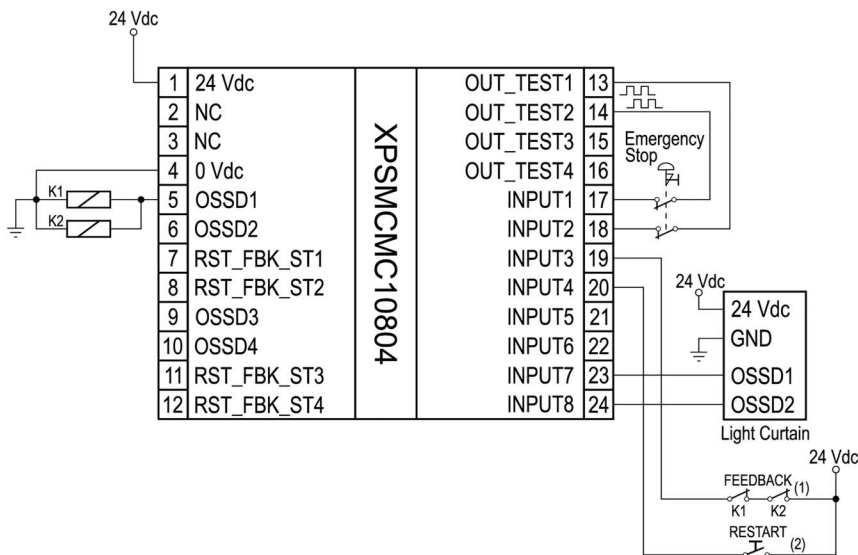 24 Vdc
1 24 Vdc
2 NC
3 NC
4 0 Vdc
5 OSSD1
6 OSSD2
7 RST_FBK_ST1
8 RST_FBK_ST2
9 OSSD3
10 OSSD4
11 RST_FBK_ST3
12 RST_FBK_ST4
K1
K2
XPSMCMC10804
OUT_TEST1 13
OUT_TEST2 14
OUT_TEST3 15
OUT_TEST4 16
INPUT1 17
INPUT2 18
INPUT3 19
INPUT4 20
INPUT5 21
INPUT6 22
INPUT7 23
INPUT8 24
Emergency
Stop
24 Vdc
24 Vdc
GND
OSSD1
OSSD2
Light Curtain
24 Vdc
FEEDBACK (1)
K1 K2
RESTART (2)